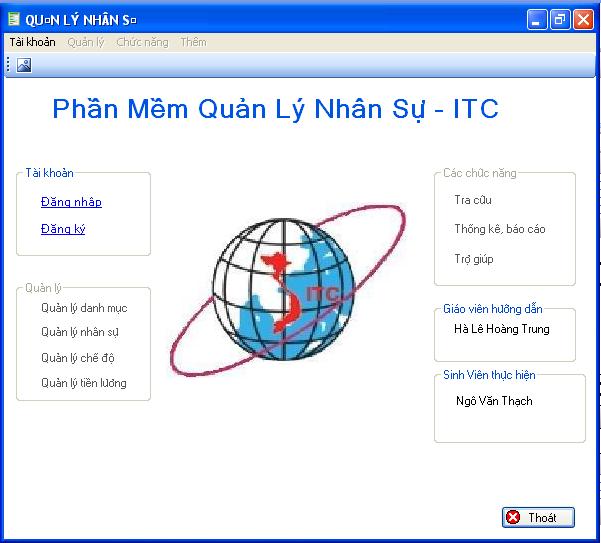 QU¤N LÝ NHÂN S¤
Tài khoản Quản lý Chức năng Thêm
Phần Mềm Quản Lý Nhân Sự - ITC
Tài khoản
Đăng nhập
Đăng ký
Quản lý
Quản lý danh mục
Quản lý nhân sự
Quản lý chế độ
Quản lý tiền lương
ITC
Các chức năng
Tra cứu
Thống kê, báo cáo
Trợ giúp
Giáo viên hướng dẫn
Hà Lê Hoàng Trung
Sinh Viên thực hiện
Ngô Văn Thạch
Thoát